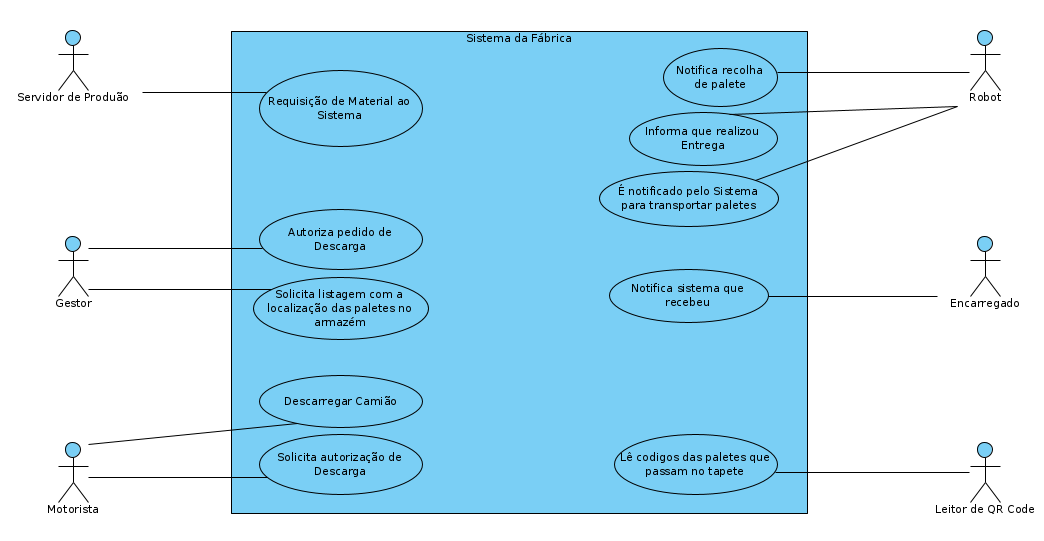 Sistema da Fábrica
Servidor de Produão
Requisição de Material ao
Sistema
Gestor
Autoriza pedido de
Descarga
Solicita listagem com a
localização das paletes no
armazém
Motorista
Descarregar Camião
Solicita autorização de
Descarga
Notifica recolha
de palete
Informa que realizou
Entrega
É notificado pelo Sistema
para transportar paletes
Robot
Notifica sistema que
recebeu
Encarregado
Lê codigos das paletes que
passam no tapete
Leitor de QR Code